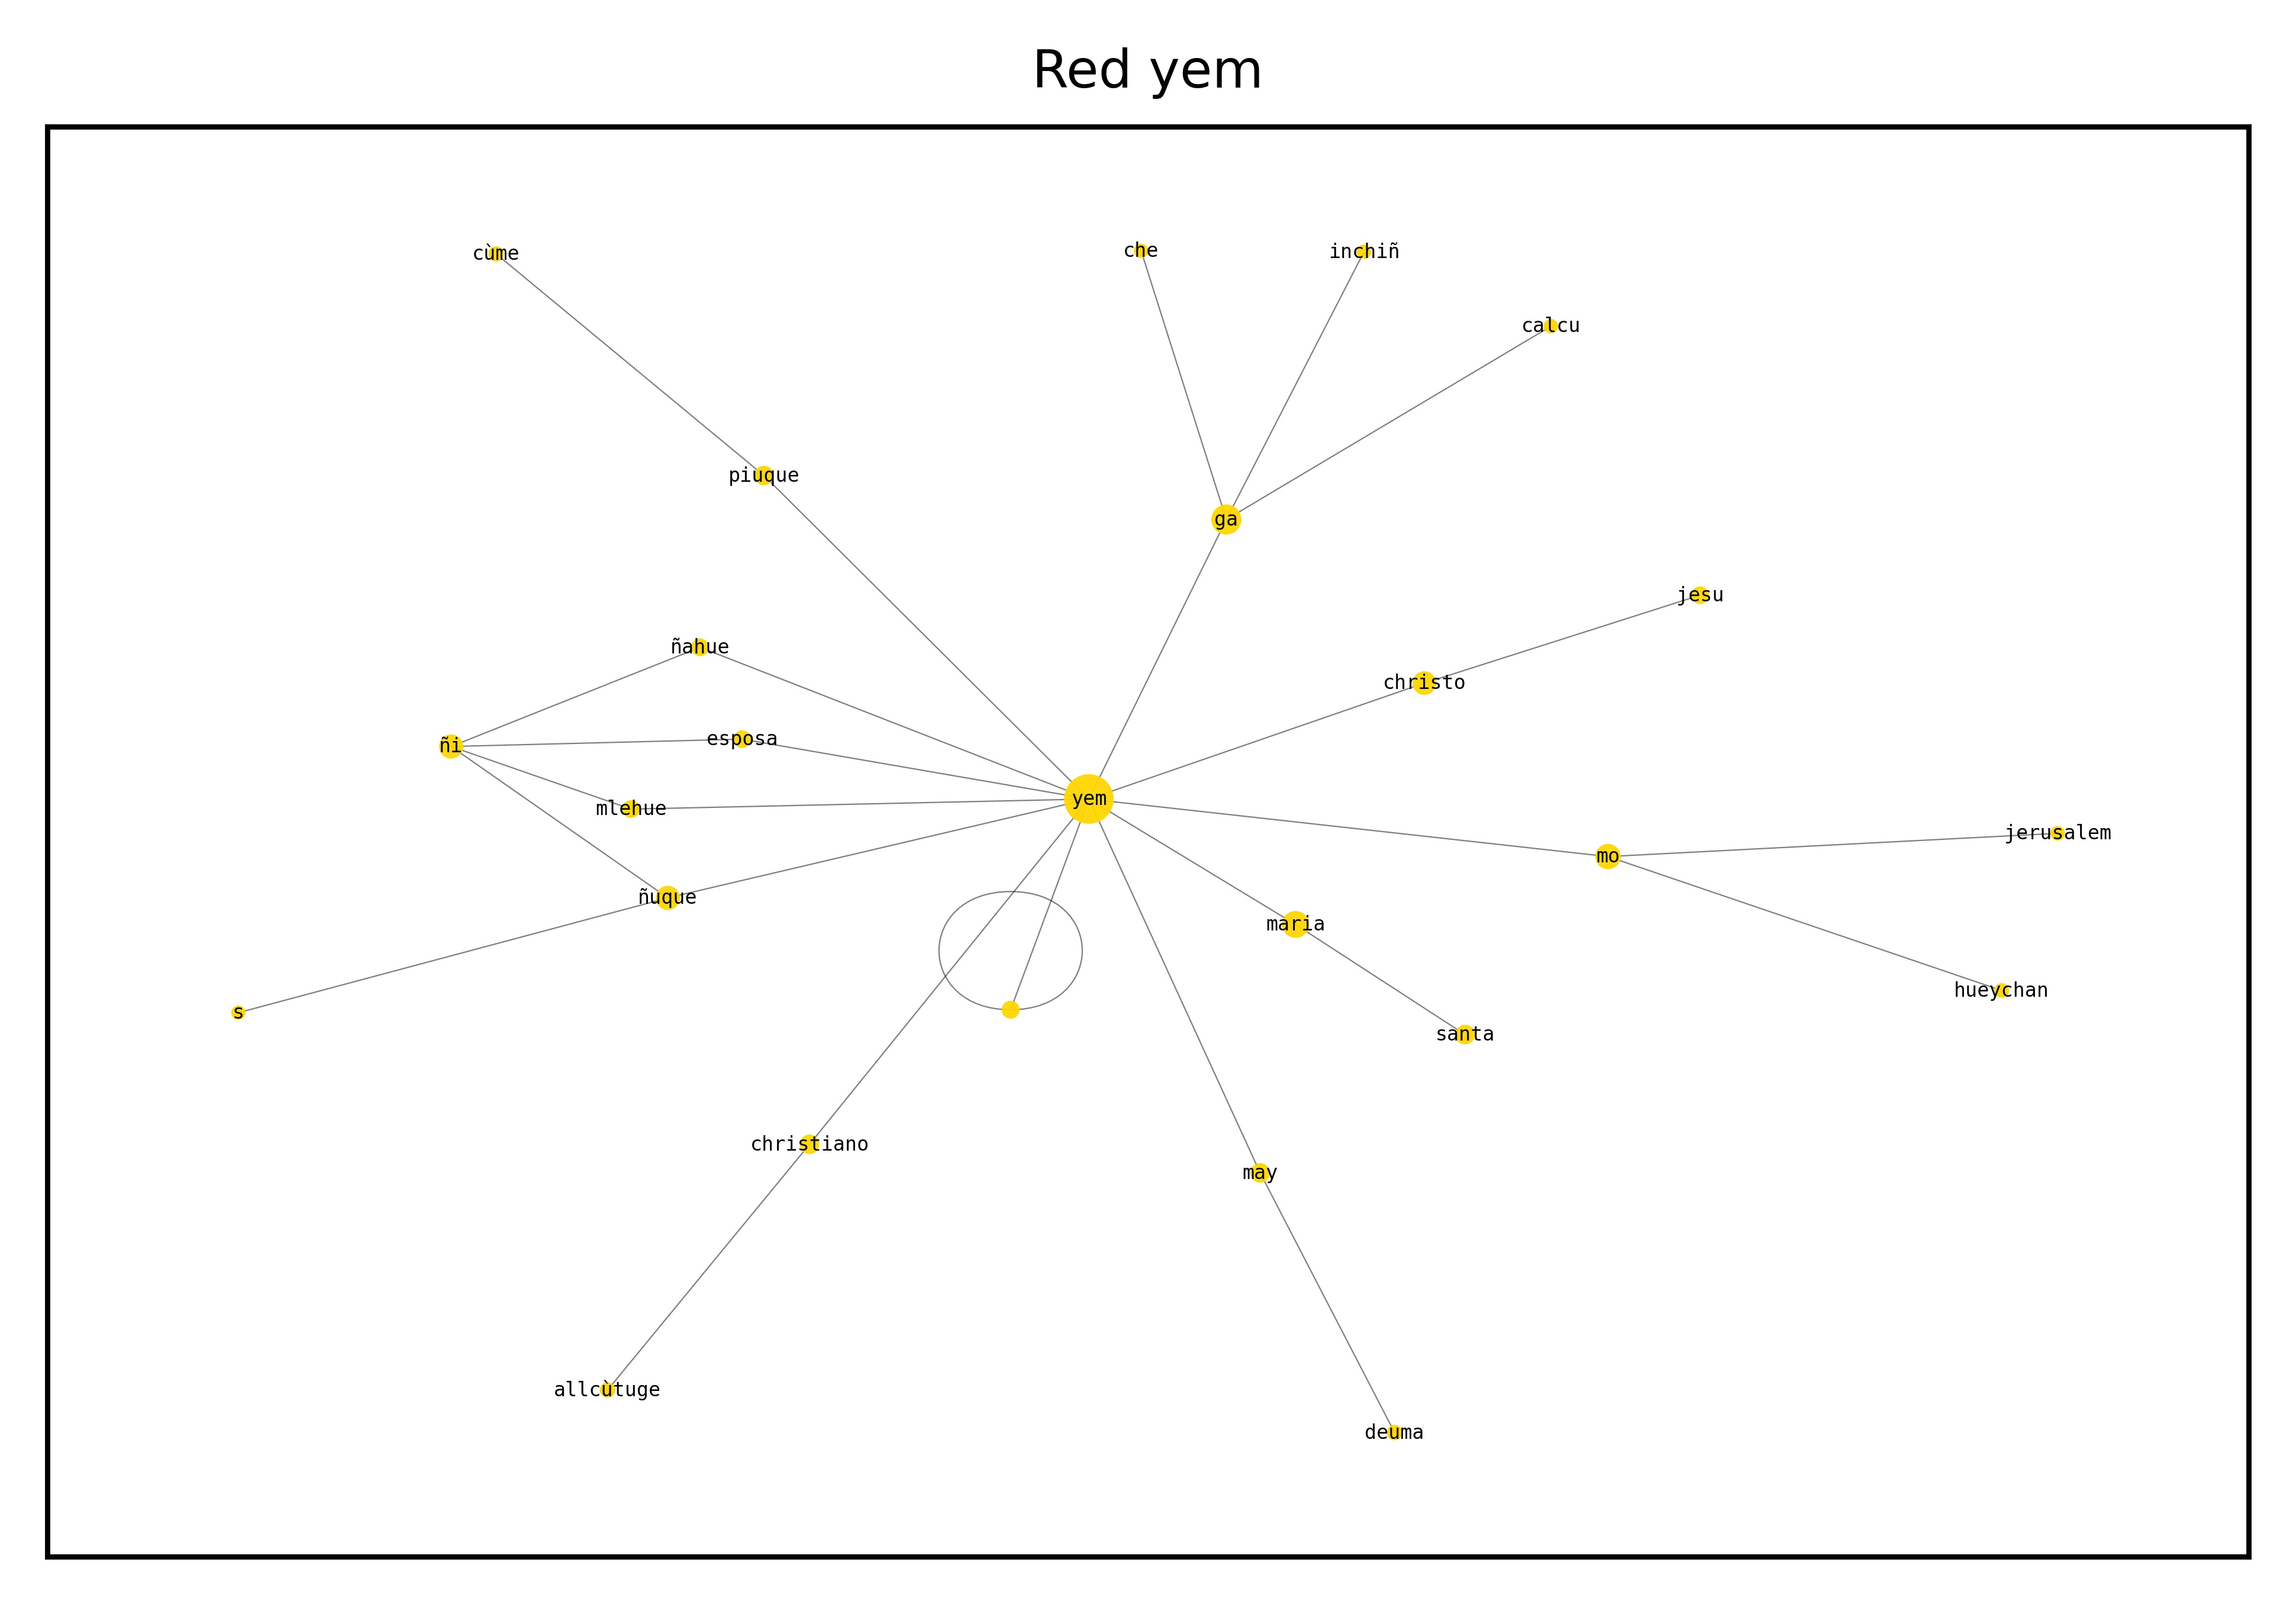 Red yem
cùme
che
inchiñ
calcu
piuque
ga
jesu
ñahue
christo
esposa
ñi
yem
mlehue
jerusalem
mo
ñuque
maria
hueychan
s
santa
christiano
may
allcùtuge
deuma